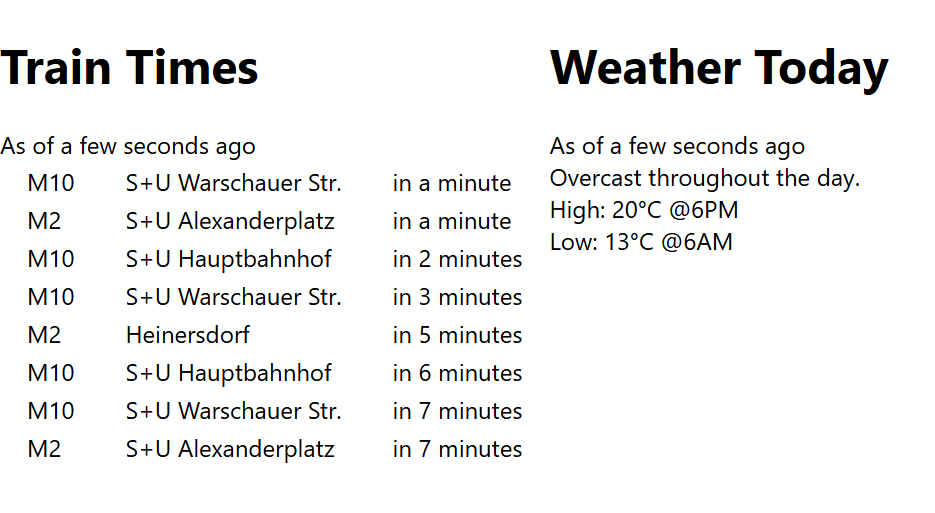 Train Times
As of a few seconds ago
M10 S+U Warschauer Str. in a minute
M2 S+U Alexanderplatz in a minute
M10 S+U Hauptbahnhof in 2 minutes
M10 S+U Warschauer Str. in 3 minutes
M2 Heinersdorf in 5 minutes
M10 S+U Hauptbahnhof in 6 minutes
M10 S+U Warschauer Str. in 7 minutes
M2 S+U Alexanderplatz in 7 minutes
Weather Today
As of a few seconds ago
Overcast throughout the day.
High: 20°C @6PM
Low: 13°C @6AM